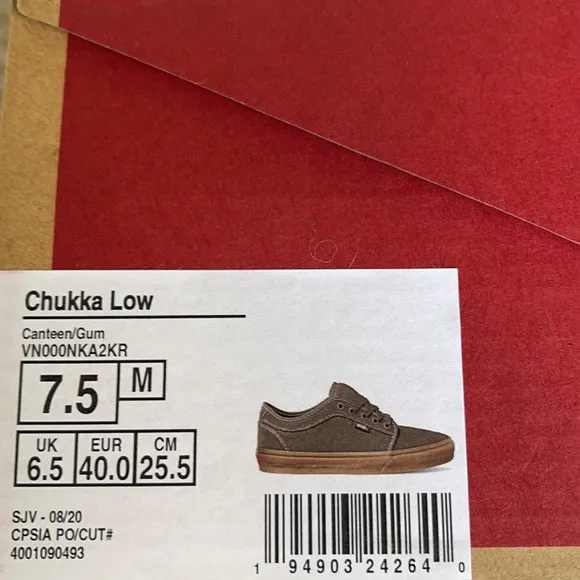 Chukka Low
Canteen/Gum
VN000NKA2KR
7.5 M
UK EUR CM
6.5 40.0 25.5
SJV - 08/20
CPSIA PO/CUT#
4001090493
1 94903 24264 0